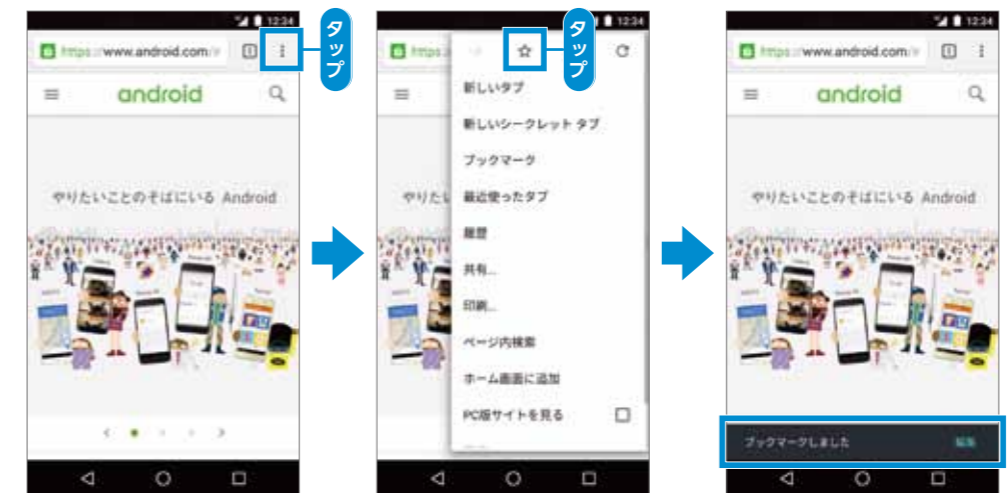 12:34
https://www.android.com/
1
タップ
android
やりたいことのそばにいる Android
12:34
https:
タップ
新しいタブ
新しいシークレット タブ
ブックマーク
最近使ったタブ
履歴
共有...
印刷...
ページ内検索
ホーム画面に追加
PC版サイトを見る
やりたい
12:34
https://www.android.com/
1
android
やりたいことのそばにいる Android
ブックマークしました
編集